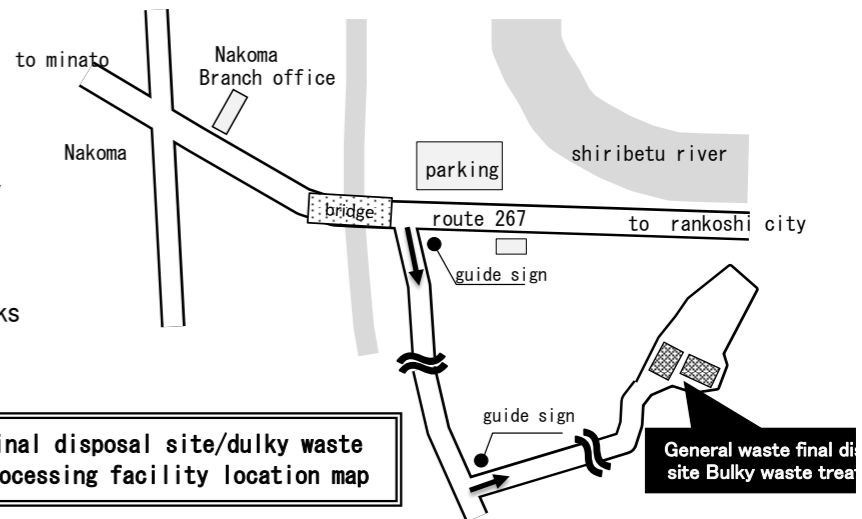 to minato
Nakoma
Branch office
Nakoma
parking
shiribetu river
bridge
route 267
to rankoshi city
guide sign
ks
guide sign
inal disposal site/dulky waste
ocessing facility location map
General waste final dis
site Bulky waste treat